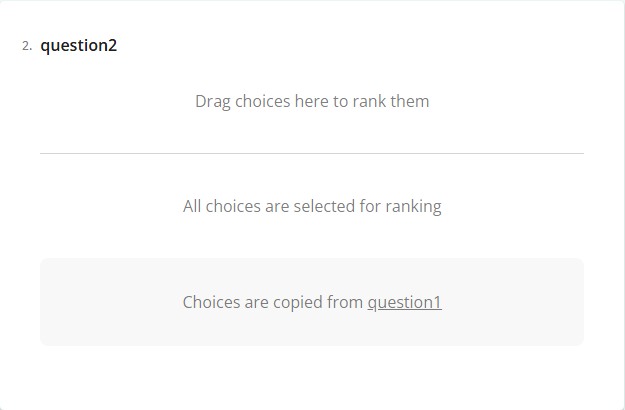 2. question2
Drag choices here to rank them
All choices are selected for ranking
Choices are copied from question1